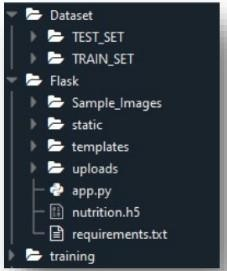 Dataset
TEST_SET
TRAIN_SET
Flask
Sample_Images
static
templates
uploads
app.py
nutrition.h5
requirements.txt
training